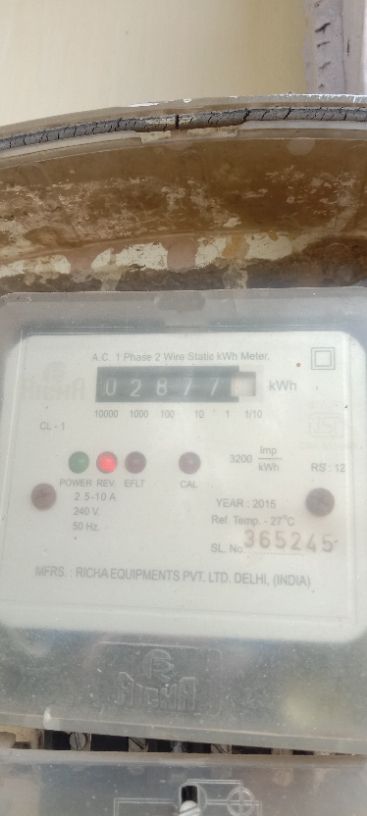 A.C. 1 Phase 2 Wire Static kWh Meter.
02877 kWh
10000 1000 100 10 1 1/10
CL - 1
3200 Imp/kWh
RS : 12
POWER REV. EFLT CAL
2.5-10 A
240 V.
50 Hz.
YEAR : 2015
Ref. Temp. - 27°C
SL. No. 365245
MFRS. : RICHA EQUIPMENTS PVT. LTD. DELHI, (INDIA)